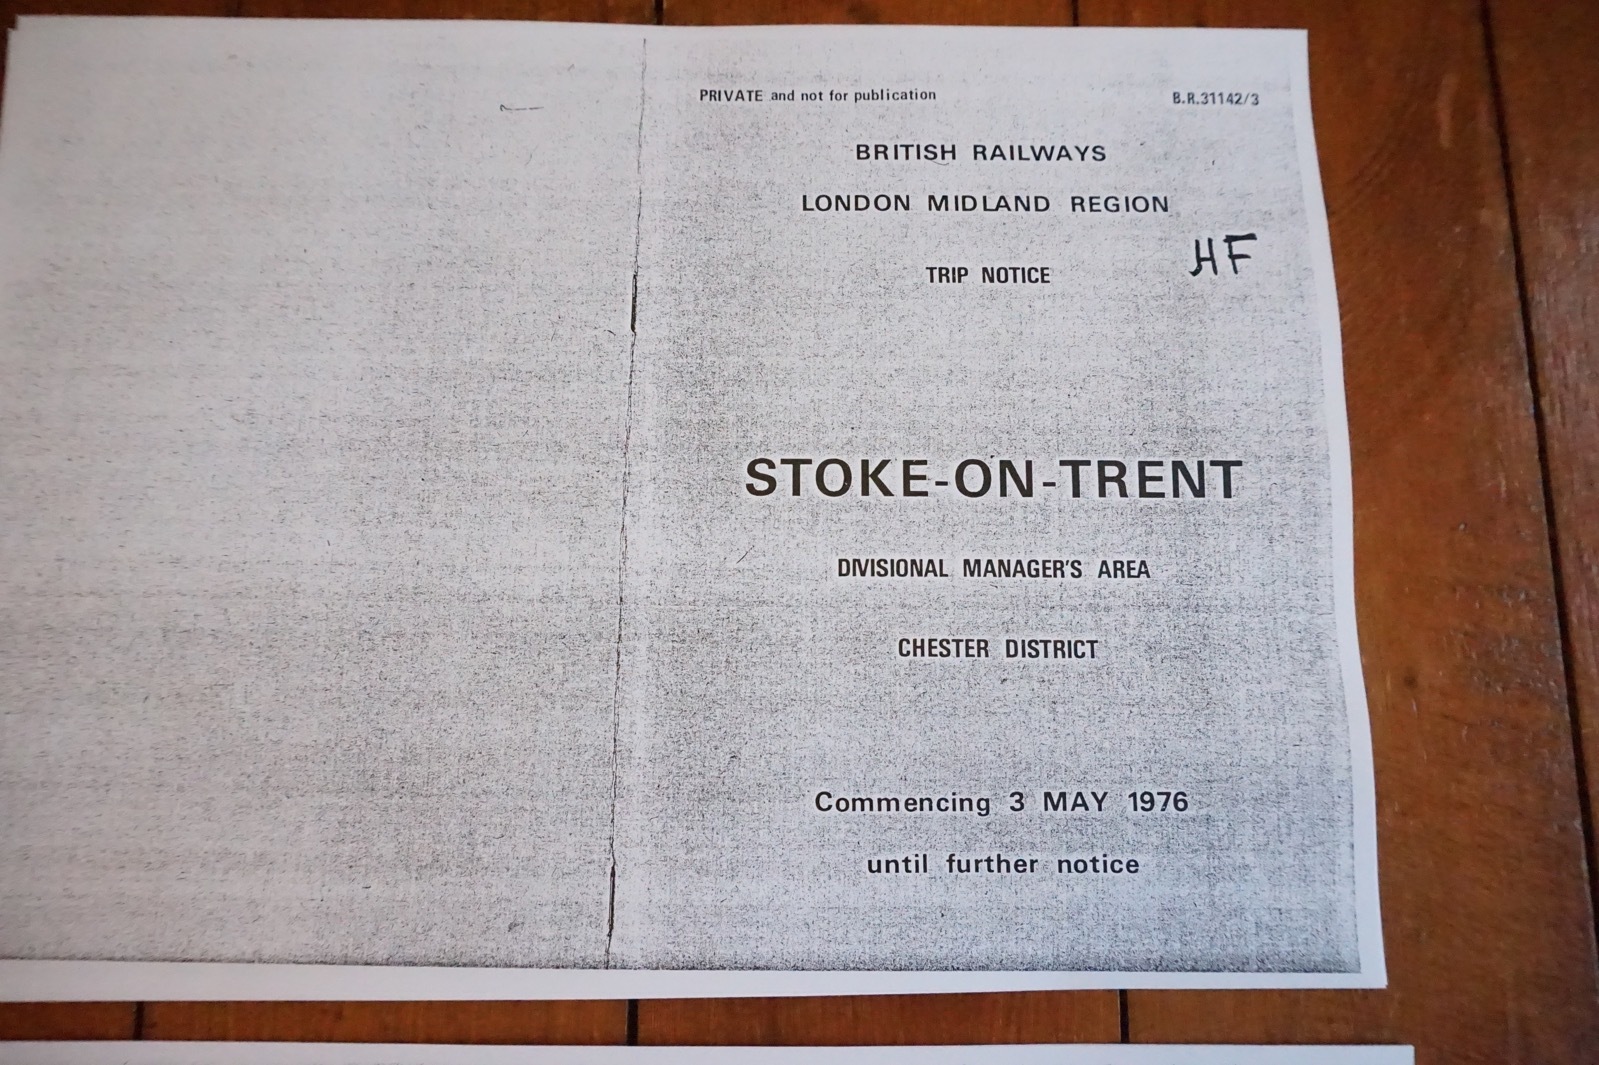 PRIVATE and not for publication
B.R.31142/3
BRITISH RAILWAYS
LONDON MIDLAND REGION
HF
TRIP NOTICE
STOKE-ON-TRENT
DIVISIONAL MANAGER'S AREA
CHESTER DISTRICT
Commencing 3 MAY 1976
until further notice